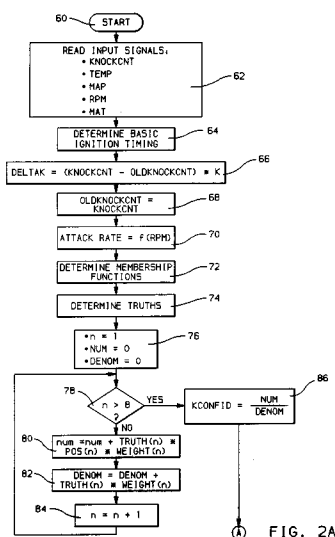 60
START
READ INPUT SIGNALS:
• KNOCKCNT
• TEMP
• MAP
• RPM
• MAT
62
DETERMINE BASIC
IGNITION TIMING
64
DELTAK = (KNOCKCNT - OLDKNOCKCNT) * K
66
OLDKNOCKCNT =
KNOCKCNT
68
ATTACK RATE = f(RPM)
70
DETERMINE MEMBERSHIP
FUNCTIONS
72
DETERMINE TRUTHS
74
• n = 1
• NUM = 0
• DENOM = 0
76
78
n > 8
?
YES
KCONFID = NUM
DENOM
86
NO
80
num =num + TRUTH(n) *
POS(n) * WEIGHT(n)
82
DENOM = DENOM +
TRUTH(n) * WEIGHT(n)
84
n = n + 1
A
FIG. 2A